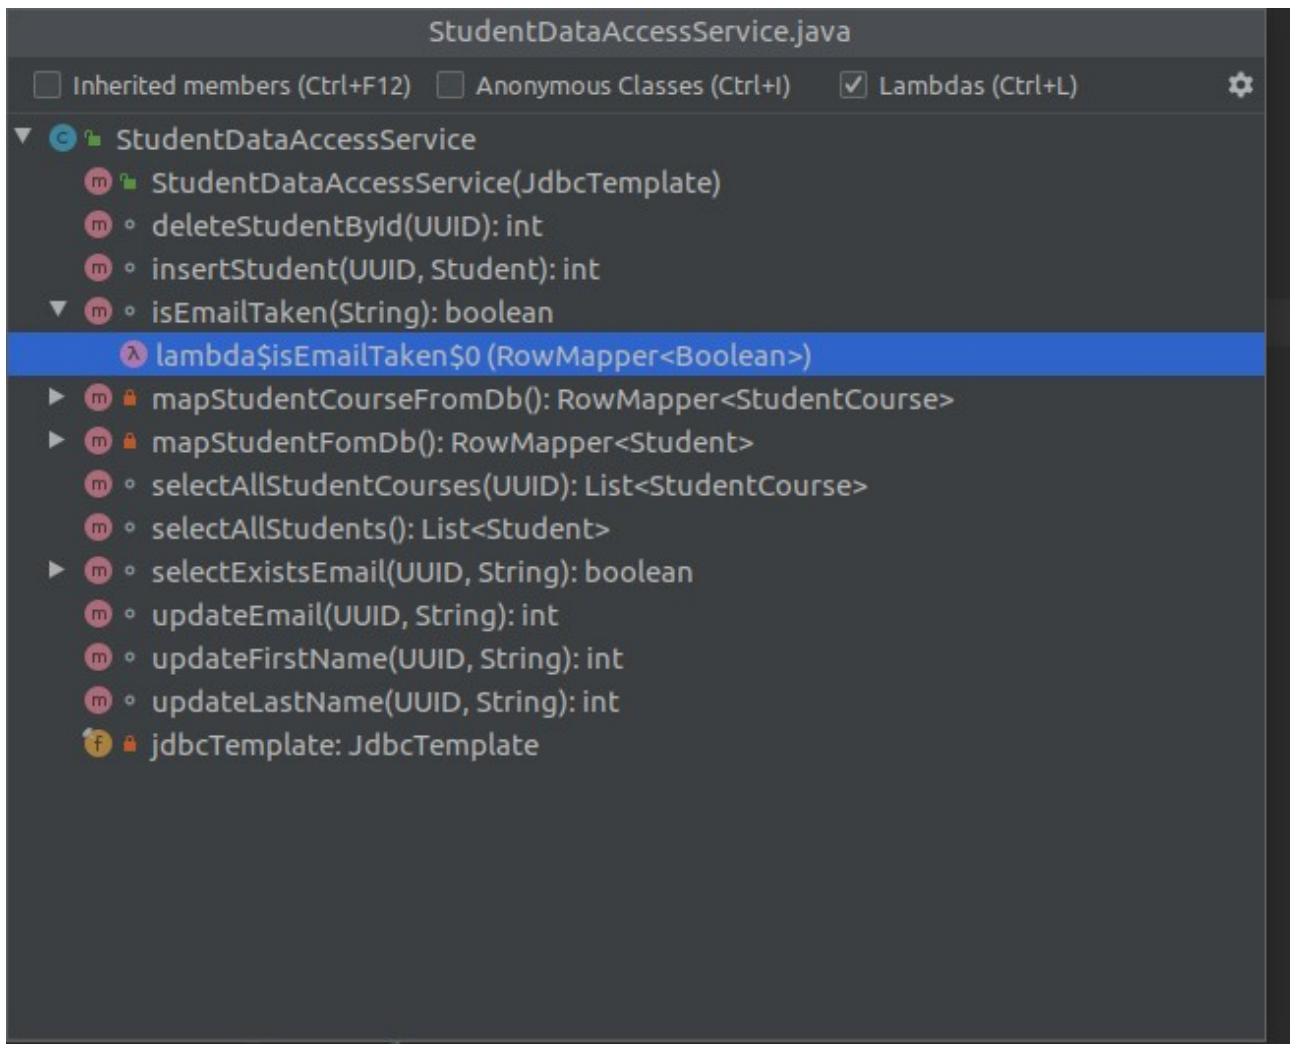 StudentDataAccessService.java
Inherited members (Ctrl+F12) Anonymous Classes (Ctrl+I) Lambdas (Ctrl+L)
C StudentDataAccessService
m StudentDataAccessService(JdbcTemplate)
m deleteStudentById(UUID): int
m insertStudent(UUID, Student): int
m isEmailTaken(String): boolean
λ lambda$isEmailTaken$0 (RowMapper<Boolean>)
m mapStudentCourseFromDb(): RowMapper<StudentCourse>
m mapStudentFomDb(): RowMapper<Student>
m selectAllStudentCourses(UUID): List<StudentCourse>
m selectAllStudents(): List<Student>
m selectExistsEmail(UUID, String): boolean
m updateEmail(UUID, String): int
m updateFirstName(UUID, String): int
m updateLastName(UUID, String): int
f jdbcTemplate: JdbcTemplate